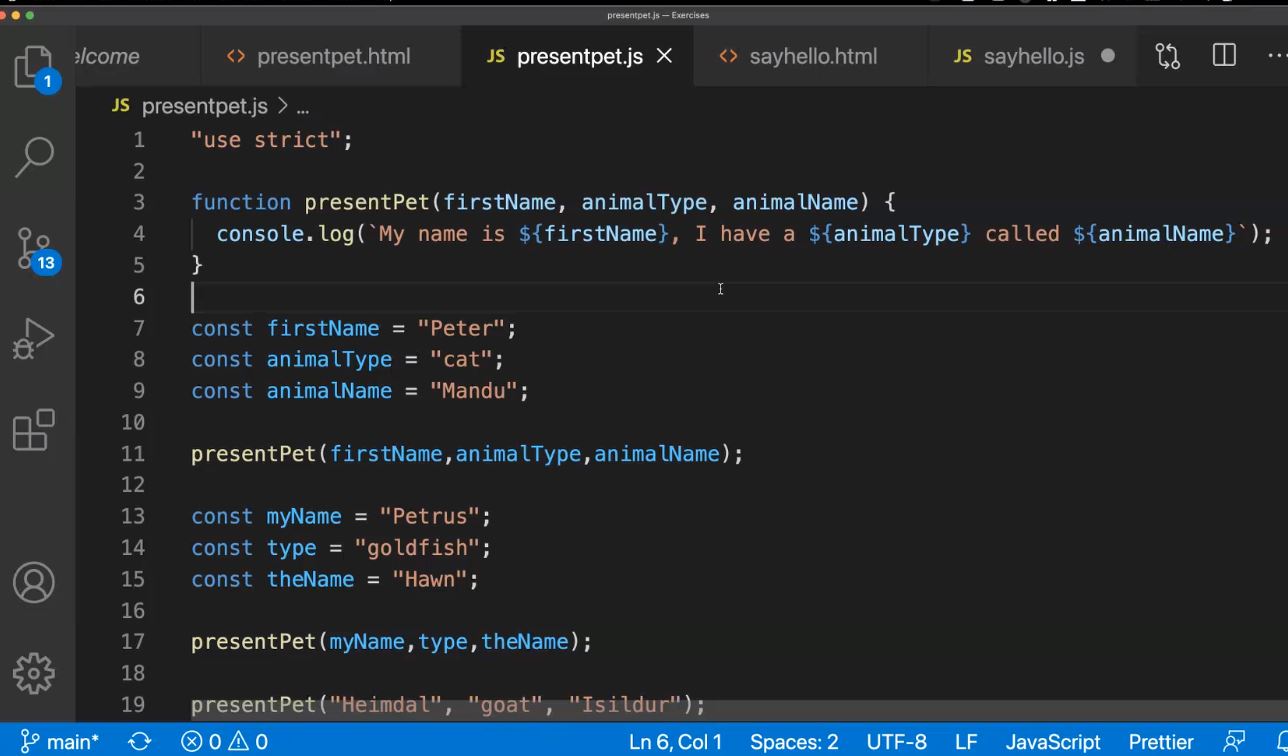 presentpet.js — Exercises
elcome
presentpet.html
JS presentpet.js
sayhello.html
JS sayhello.js
1
JS presentpet.js > ...
1 "use strict";
2
3 function presentPet(firstName, animalType, animalName) {
4 console.log(`My name is ${firstName}, I have a ${animalType} called ${animalName}`);
5 }
6
7 const firstName = "Peter";
8 const animalType = "cat";
9 const animalName = "Mandu";
10
11 presentPet(firstName,animalType,animalName);
12
13 const myName = "Petrus";
14 const type = "goldfish";
15 const theName = "Hawn";
16
17 presentPet(myName,type,theName);
18
19 presentPet("Heimdal", "goat", "Isildur");
13
main* 0 0 Ln 6, Col 1 Spaces: 2 UTF-8 LF JavaScript Prettier